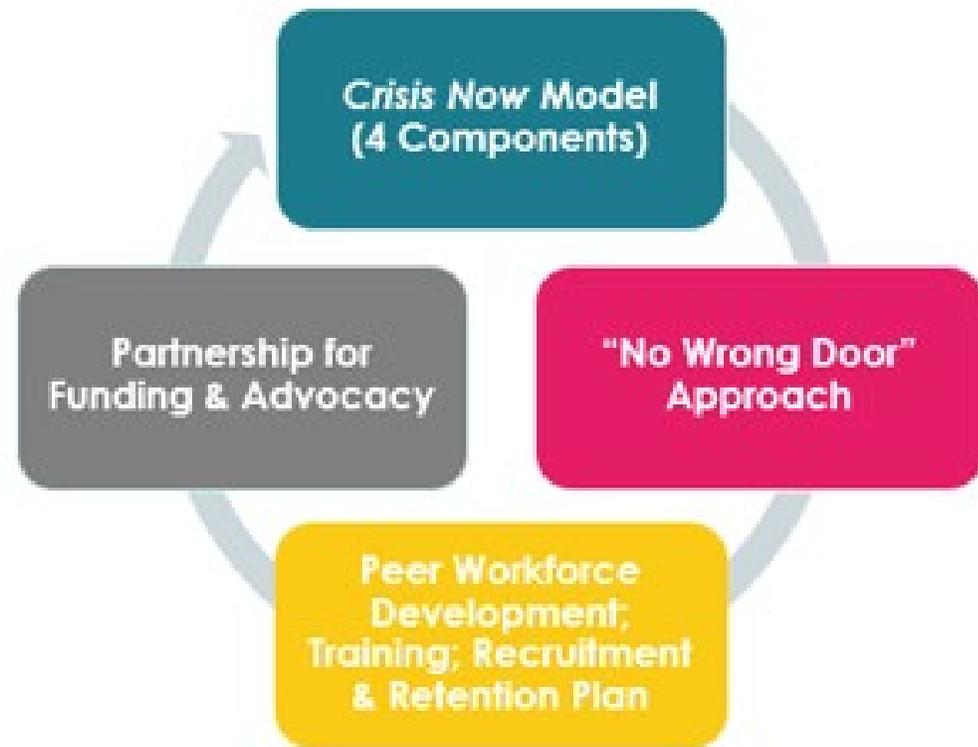 Crisis Now Model
(4 Components)
"No Wrong Door"
Approach
Peer Workforce
Development;
Training; Recruitment
& Retention Plan
Partnership for
Funding & Advocacy